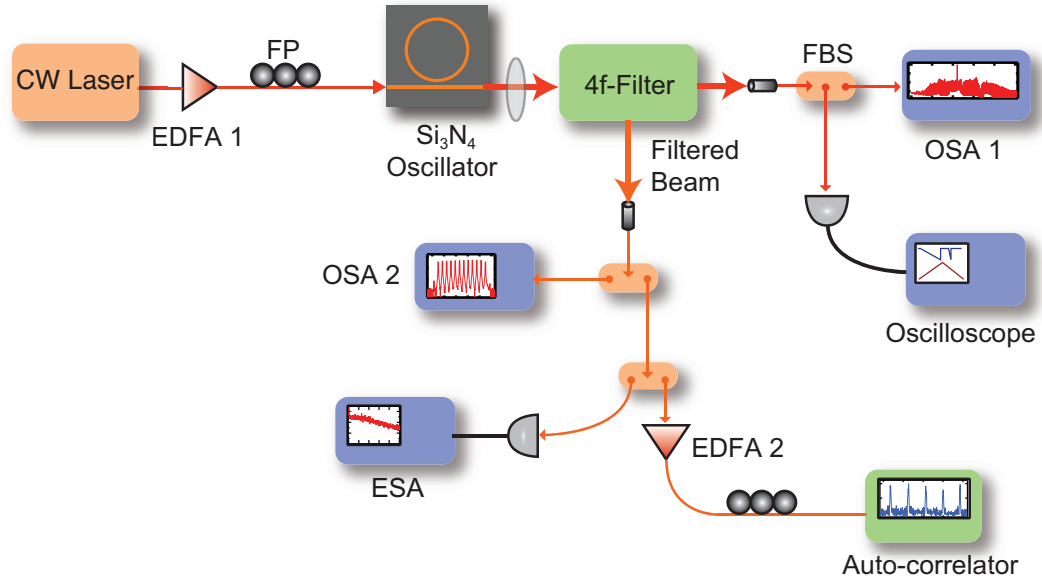 CW Laser
EDFA 1
FP
Si₃N₄
Oscillator
4f-Filter
Filtered
Beam
FBS
OSA 1
Oscilloscope
OSA 2
ESA
EDFA 2
Auto-correlator